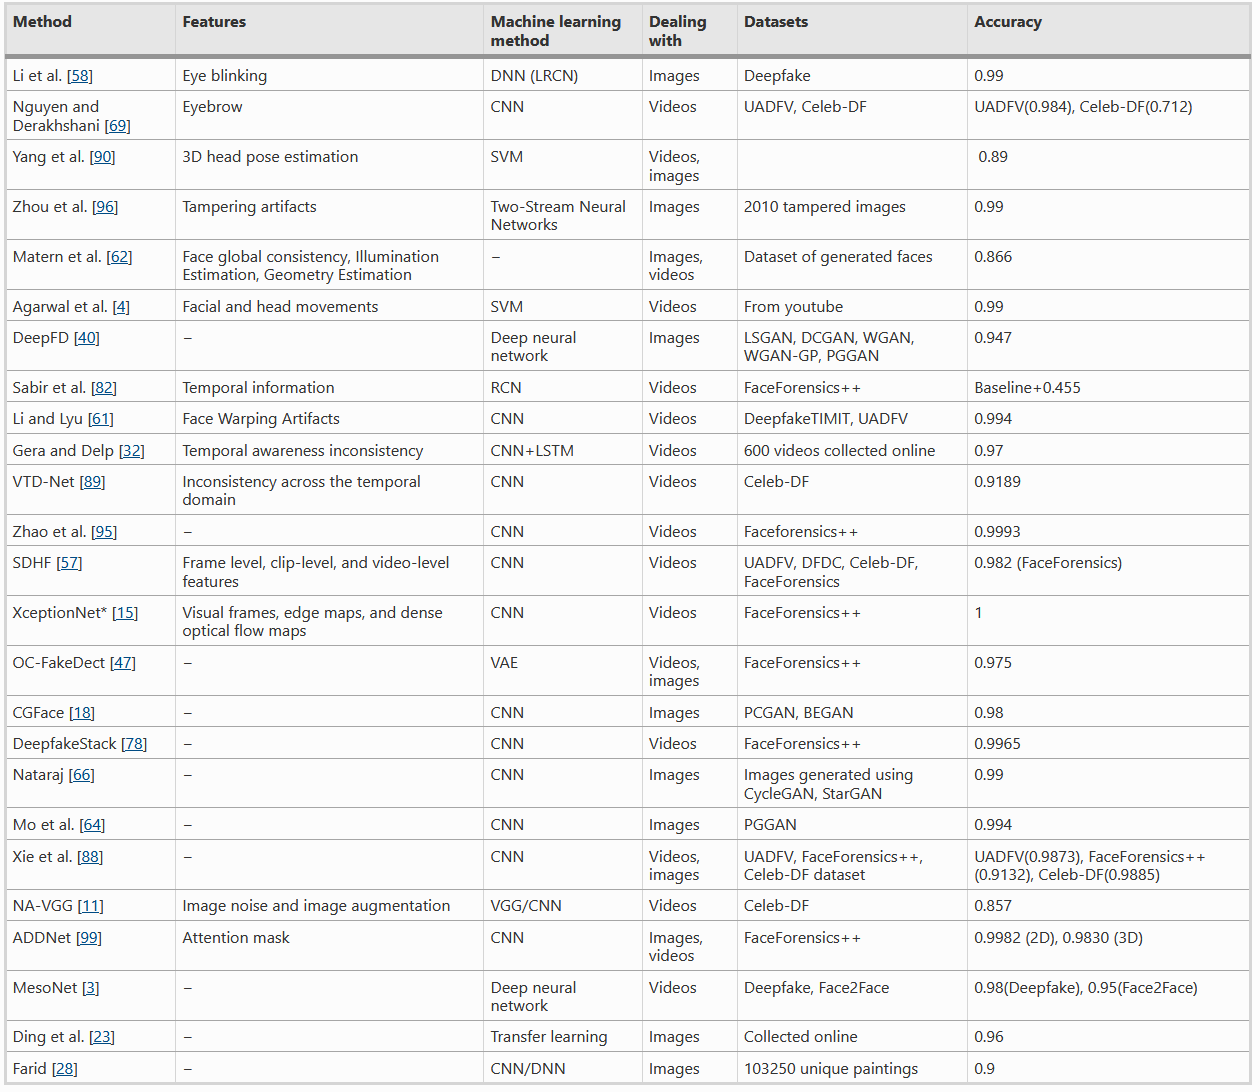 Method Features Machine learning method Dealing with Datasets Accuracy
Li et al. [58] Eye blinking DNN (LRCN) Images Deepfake 0.99
Nguyen and Derakhshani [69] Eyebrow CNN Videos UADFV, Celeb-DF UADFV(0.984), Celeb-DF(0.712)
Yang et al. [90] 3D head pose estimation SVM Videos, images 0.89
Zhou et al. [96] Tampering artifacts Two-Stream Neural Networks Images 2010 tampered images 0.99
Matern et al. [62] Face global consistency, Illumination Estimation, Geometry Estimation – Images, videos Dataset of generated faces 0.866
Agarwal et al. [4] Facial and head movements SVM Videos From youtube 0.99
DeepFD [40] – Deep neural network Images LSGAN, DCGAN, WGAN, WGAN-GP, PGGAN 0.947
Sabir et al. [82] Temporal information RCN Videos FaceForensics++ Baseline+0.455
Li and Lyu [61] Face Warping Artifacts CNN Videos DeepfakeTIMIT, UADFV 0.994
Gera and Delp [32] Temporal awareness inconsistency CNN+LSTM Videos 600 videos collected online 0.97
VTD-Net [89] Inconsistency across the temporal domain CNN Videos Celeb-DF 0.9189
Zhao et al. [95] – CNN Videos Faceforensics++ 0.9993
SDHF [57] Frame level, clip-level, and video-level features CNN Videos UADFV, DFDC, Celeb-DF, FaceForensics 0.982 (FaceForensics)
XceptionNet* [15] Visual frames, edge maps, and dense optical flow maps CNN Videos FaceForensics++ 1
OC-FakeDect [47] – VAE Videos, images FaceForensics++ 0.975
CGFace [18] – CNN Images PCGAN, BEGAN 0.98
DeepfakeStack [78] – CNN Videos FaceForensics++ 0.9965
Nataraj [66] – CNN Images Images generated using CycleGAN, StarGAN 0.99
Mo et al. [64] – CNN Images PGGAN 0.994
Xie et al. [88] – CNN Videos, images UADFV, FaceForensics++, Celeb-DF dataset UADFV(0.9873), FaceForensics++ (0.9132), Celeb-DF(0.9885)
NA-VGG [11] Image noise and image augmentation VGG/CNN Videos Celeb-DF 0.857
ADDNet [99] Attention mask CNN Images, videos FaceForensics++ 0.9982 (2D), 0.9830 (3D)
MesoNet [3] – Deep neural network Videos Deepfake, Face2Face 0.98(Deepfake), 0.95(Face2Face)
Ding et al. [23] – Transfer learning Images Collected online 0.96
Farid [28] – CNN/DNN Images 103250 unique paintings 0.9